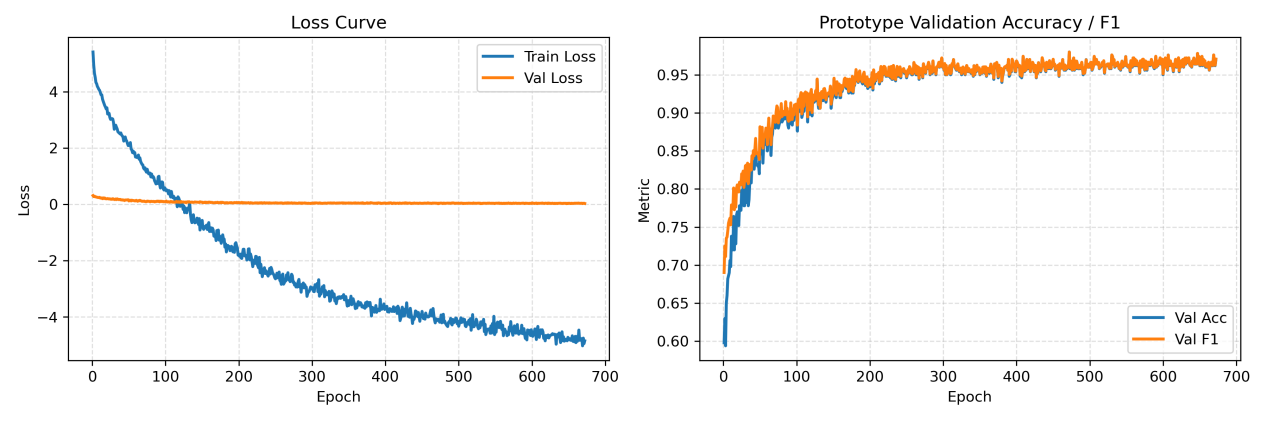 Loss Curve
Train Loss
Val Loss
4
2
0
−2
−4
Loss
0 100 200 300 400 500 600 700
Epoch
Prototype Validation Accuracy / F1
0.95
0.90
0.85
0.80
0.75
0.70
0.65
0.60
Metric
Val Acc
Val F1
0 100 200 300 400 500 600 700
Epoch